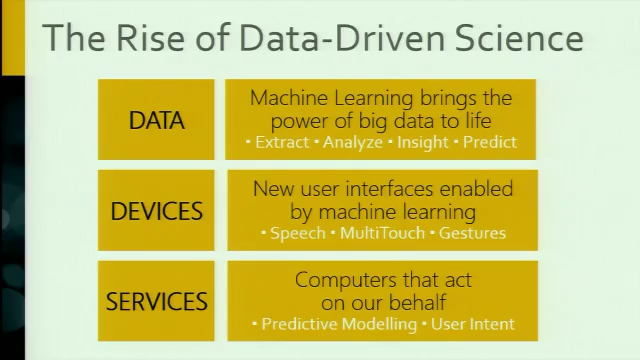 The Rise of Data-Driven Science
DATA
Machine Learning brings the
power of big data to life
▪ Extract ▪ Analyze ▪ Insight ▪ Predict
DEVICES
New user interfaces enabled
by machine learning
▪ Speech ▪ MultiTouch ▪ Gestures
SERVICES
Computers that act
on our behalf
▪ Predictive Modelling ▪ User Intent